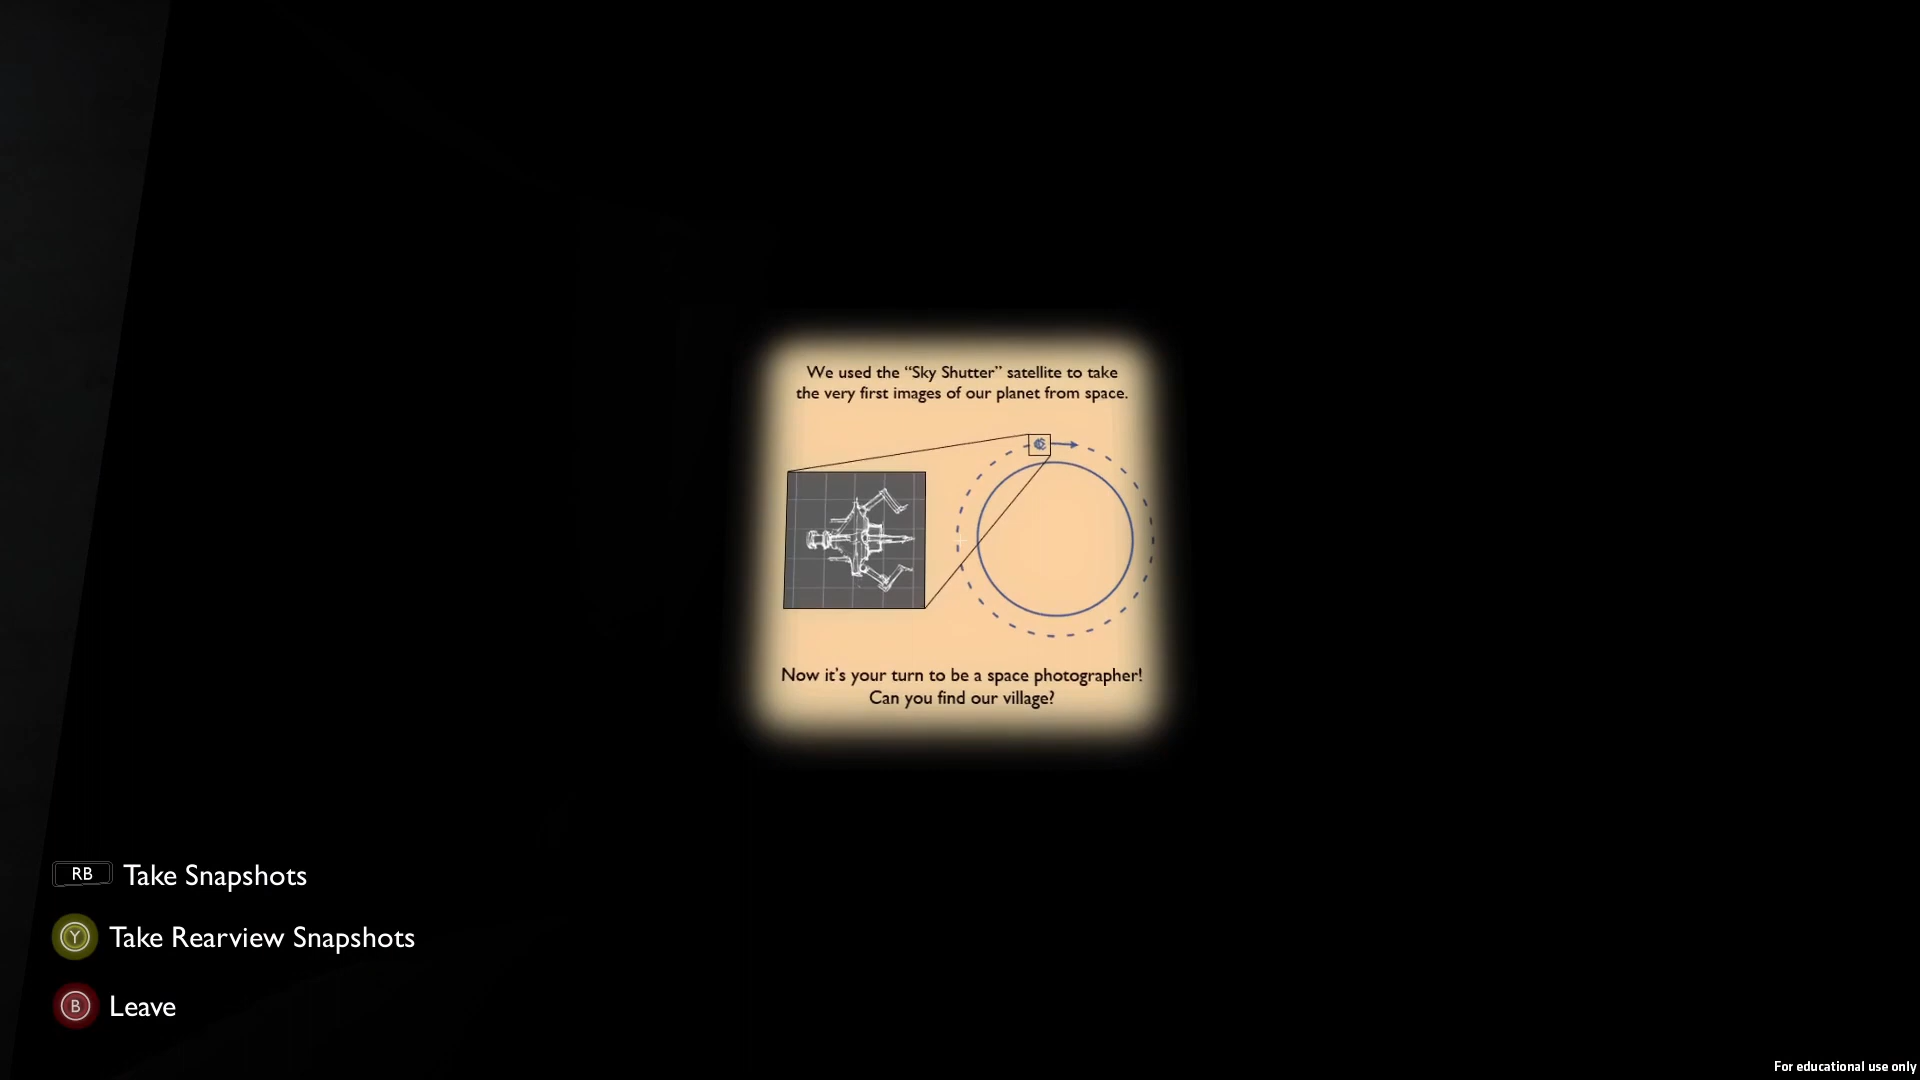 We used the “Sky Shutter” satellite to take
the very first images of our planet from space.
Now it’s your turn to be a space photographer!
Can you find our village?
RB Take Snapshots
Y Take Rearview Snapshots
B Leave
For educational use only